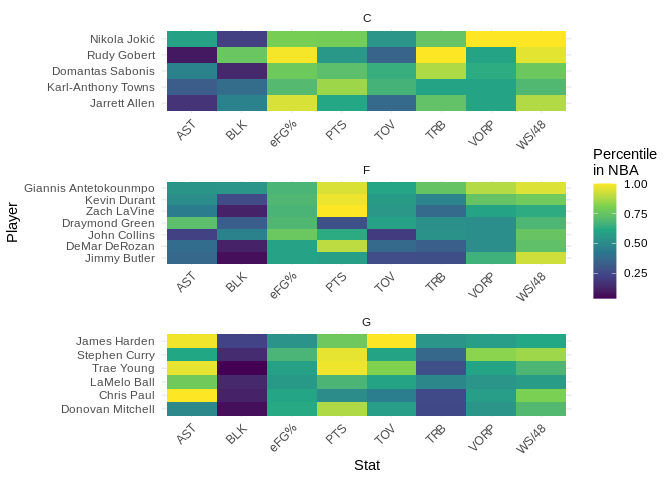 C
Nikola Jokić
Rudy Gobert
Domantas Sabonis
Karl-Anthony Towns
Jarrett Allen
AST BLK eFG% PTS TOV TRB VORP WS/48
F
Giannis Antetokounmpo
Kevin Durant
Zach LaVine
Draymond Green
John Collins
DeMar DeRozan
Jimmy Butler
AST BLK eFG% PTS TOV TRB VORP WS/48
G
James Harden
Stephen Curry
Trae Young
LaMelo Ball
Chris Paul
Donovan Mitchell
AST BLK eFG% PTS TOV TRB VORP WS/48
Stat
Player
Percentile
in NBA
1.00
0.75
0.50
0.25